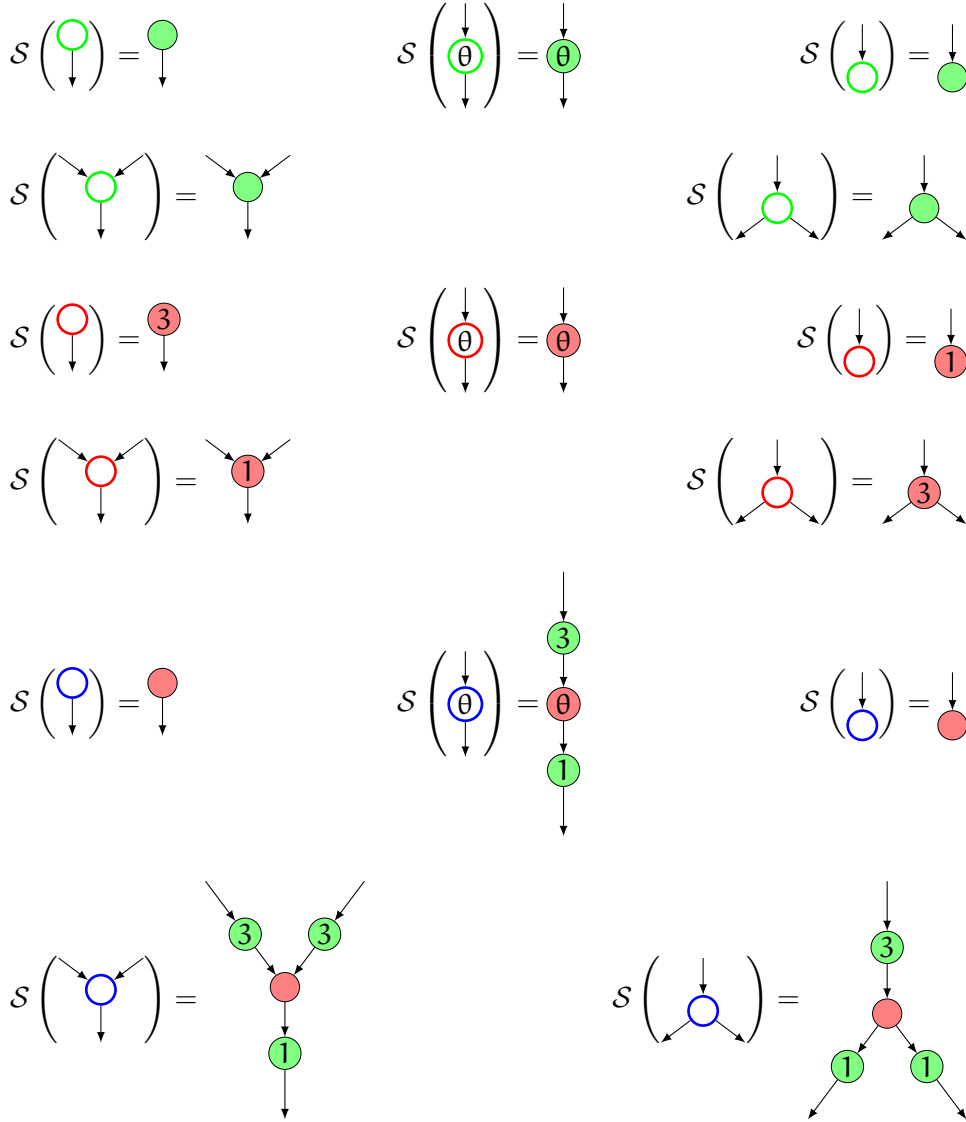 S ( ) = S ( θ ) = θ S ( ) =
S ( ) = S ( ) =
S ( ) = 3 S ( θ ) = θ S ( ) = 1
S ( ) = 1 S ( ) = 3
3
S ( ) = S ( θ ) = θ S ( ) =
1
3 3 3
S ( ) = S ( ) =
1 1 1